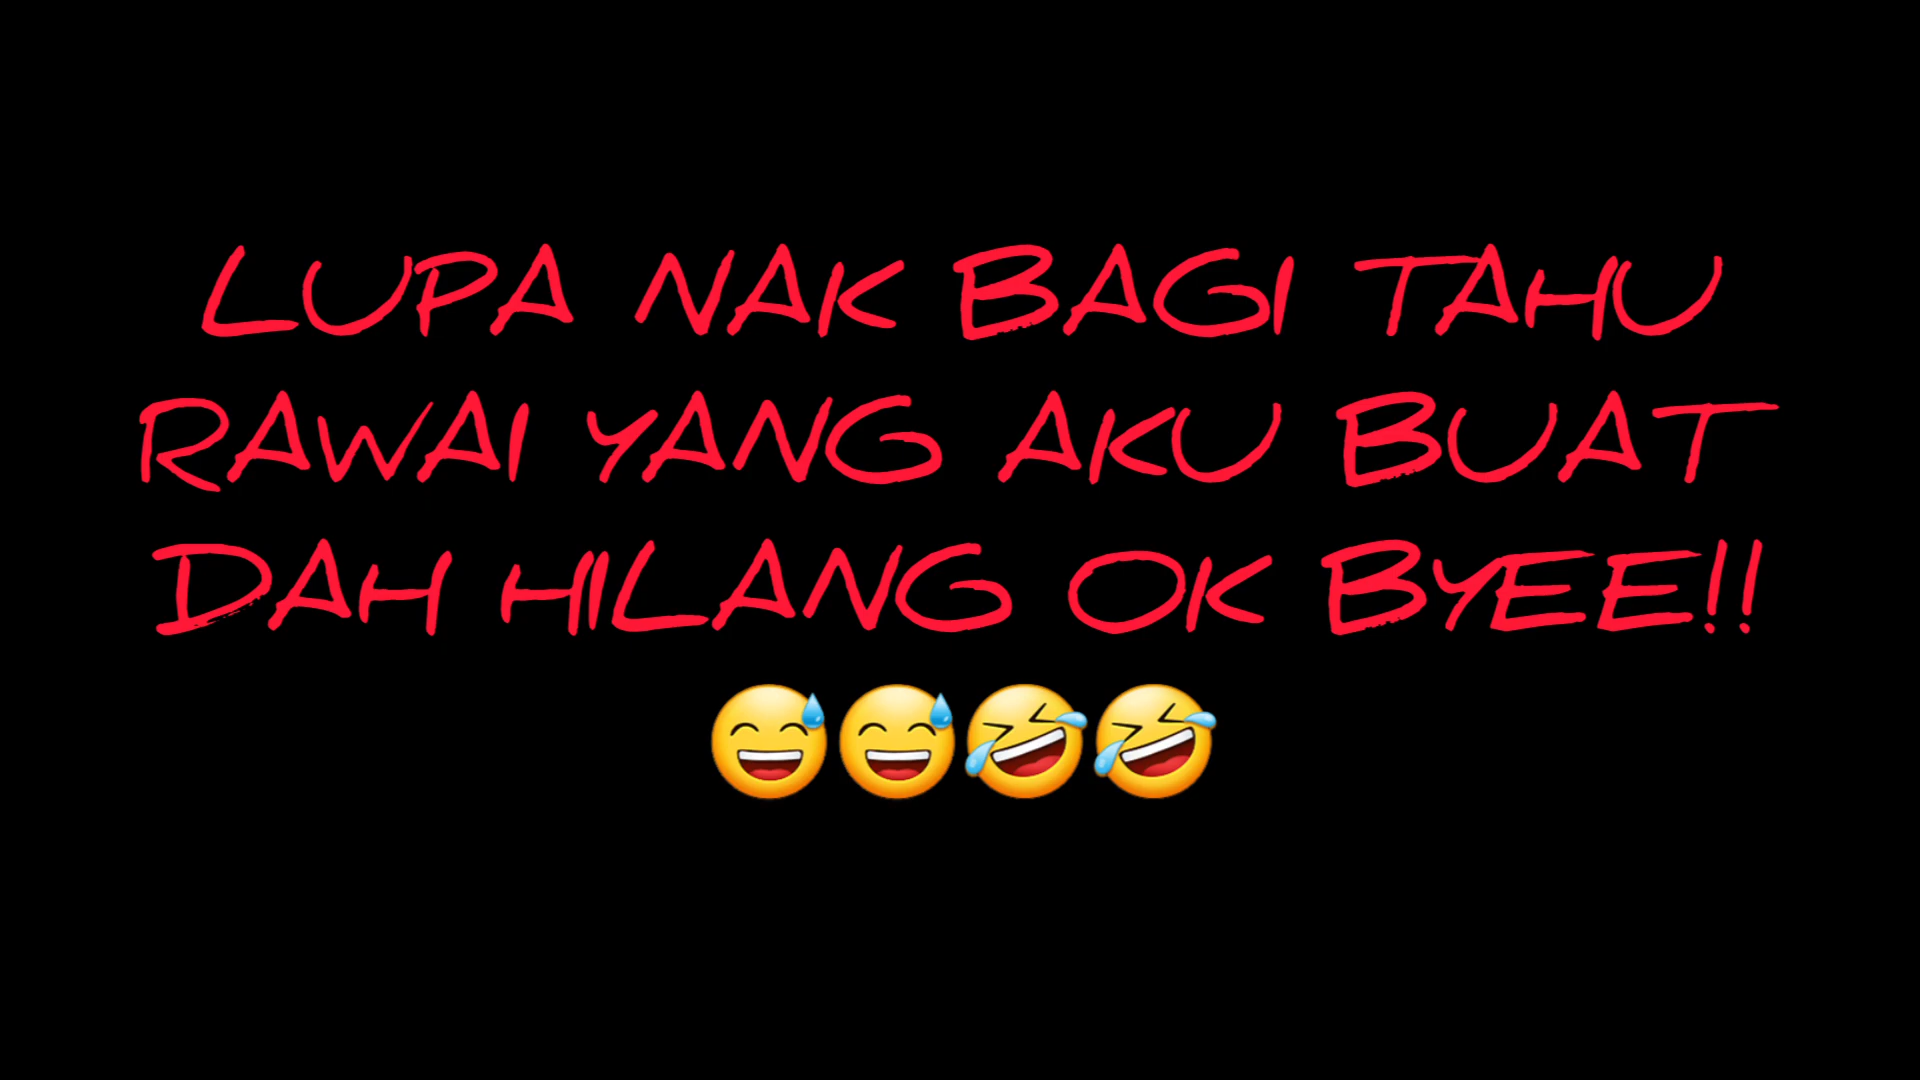 LUPA NAK BAGI TAHU
RAWAI YANG AKU BUAT
DAH HILANG OK BYEE!!
😅😅🤣🤣